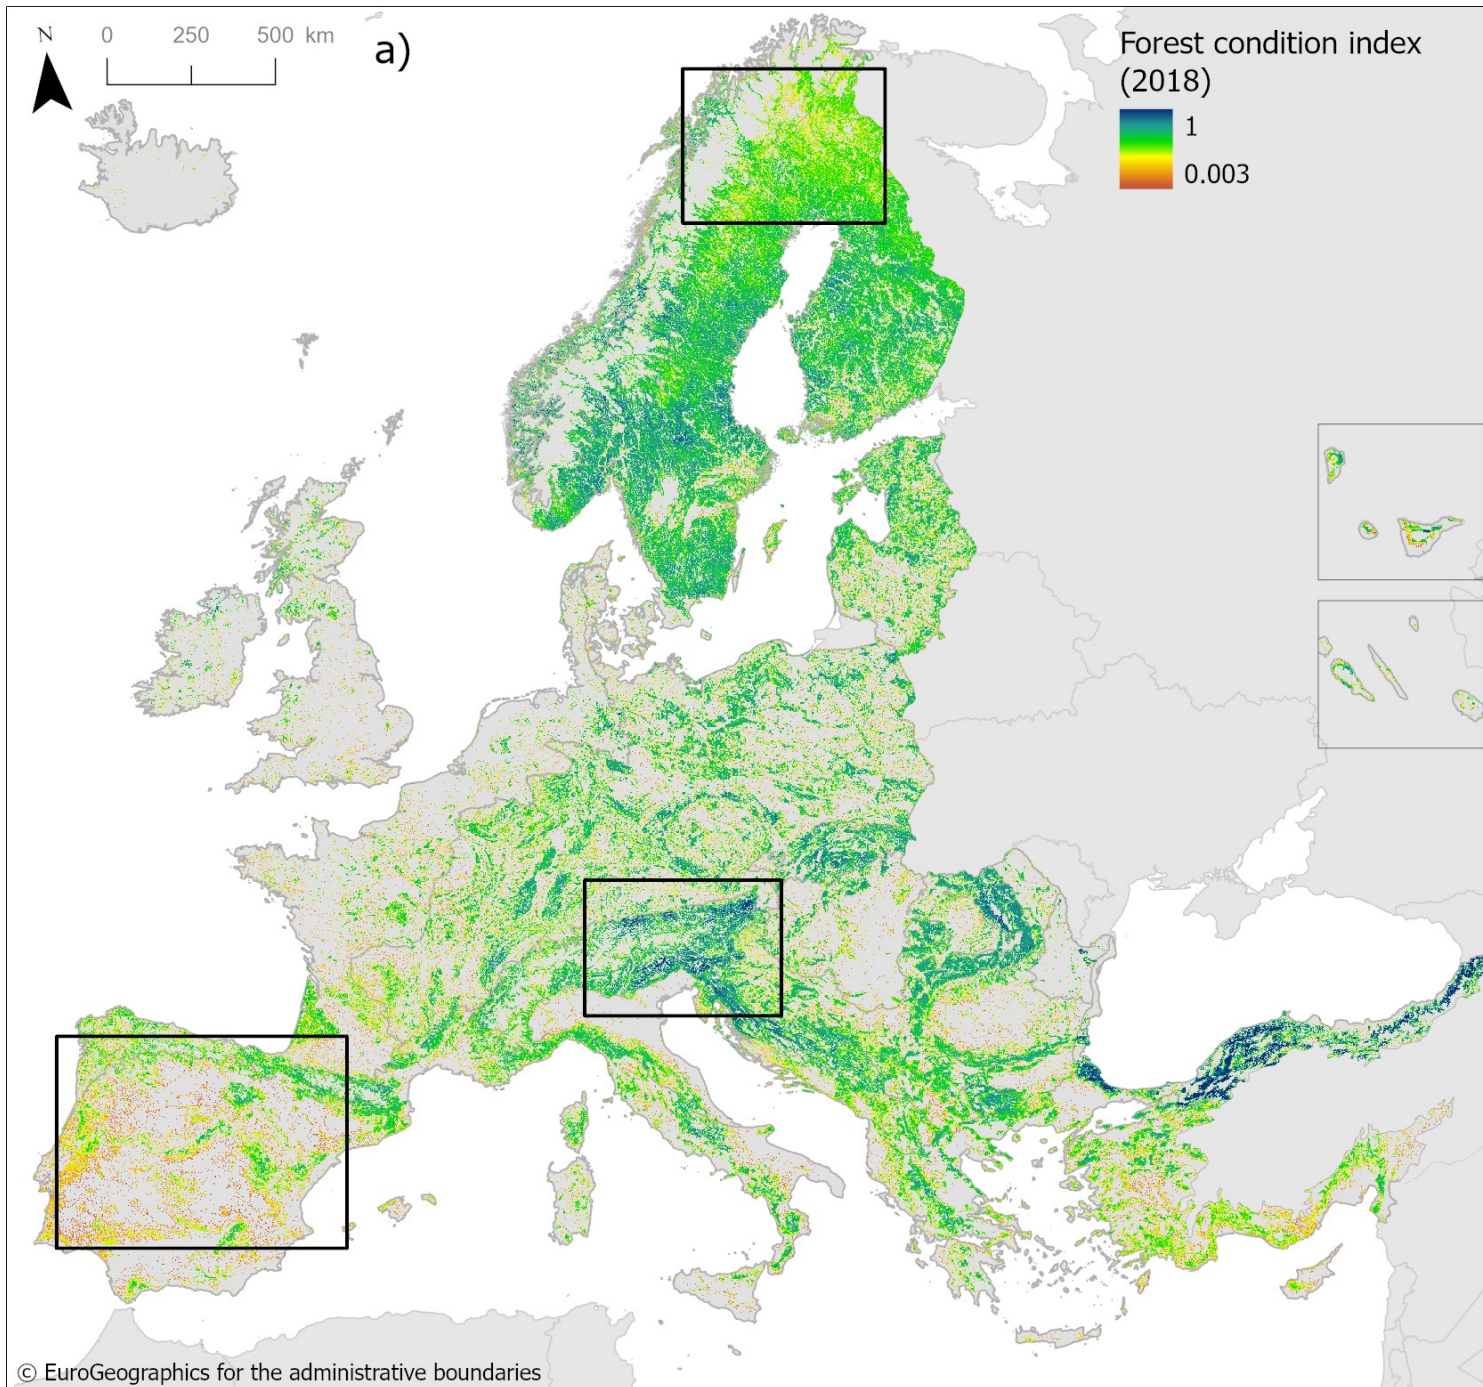 N
0 250 500 km
a)
Forest condition index
(2018)
1
0.003
© EuroGeographics for the administrative boundaries